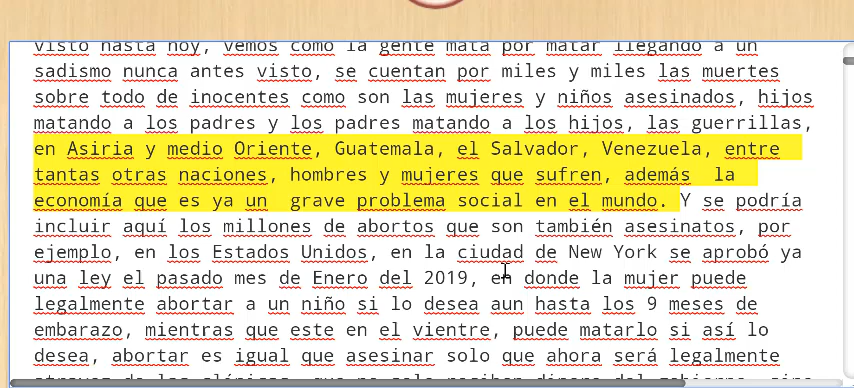 visto hasta hoy, vemos como la gente mata por matar llegando a un
sadismo nunca antes visto, se cuentan por miles y miles las muertes
sobre todo de inocentes como son las mujeres y niños asesinados, hijos
matando a los padres y los padres matando a los hijos, las guerrillas,
en Asiria y medio Oriente, Guatemala, el Salvador, Venezuela, entre
tantas otras naciones, hombres y mujeres que sufren, además la
economía que es ya un grave problema social en el mundo. Y se podría
incluir aquí los millones de abortos que son también asesinatos, por
ejemplo, en los Estados Unidos, en la ciudad de New York se aprobó ya
una ley el pasado mes de Enero del 2019, en donde la mujer puede
legalmente abortar a un niño si lo desea aun hasta los 9 meses de
embarazo, mientras que este en el vientre, puede matarlo si así lo
desea, abortar es igual que asesinar solo que ahora será legalmente